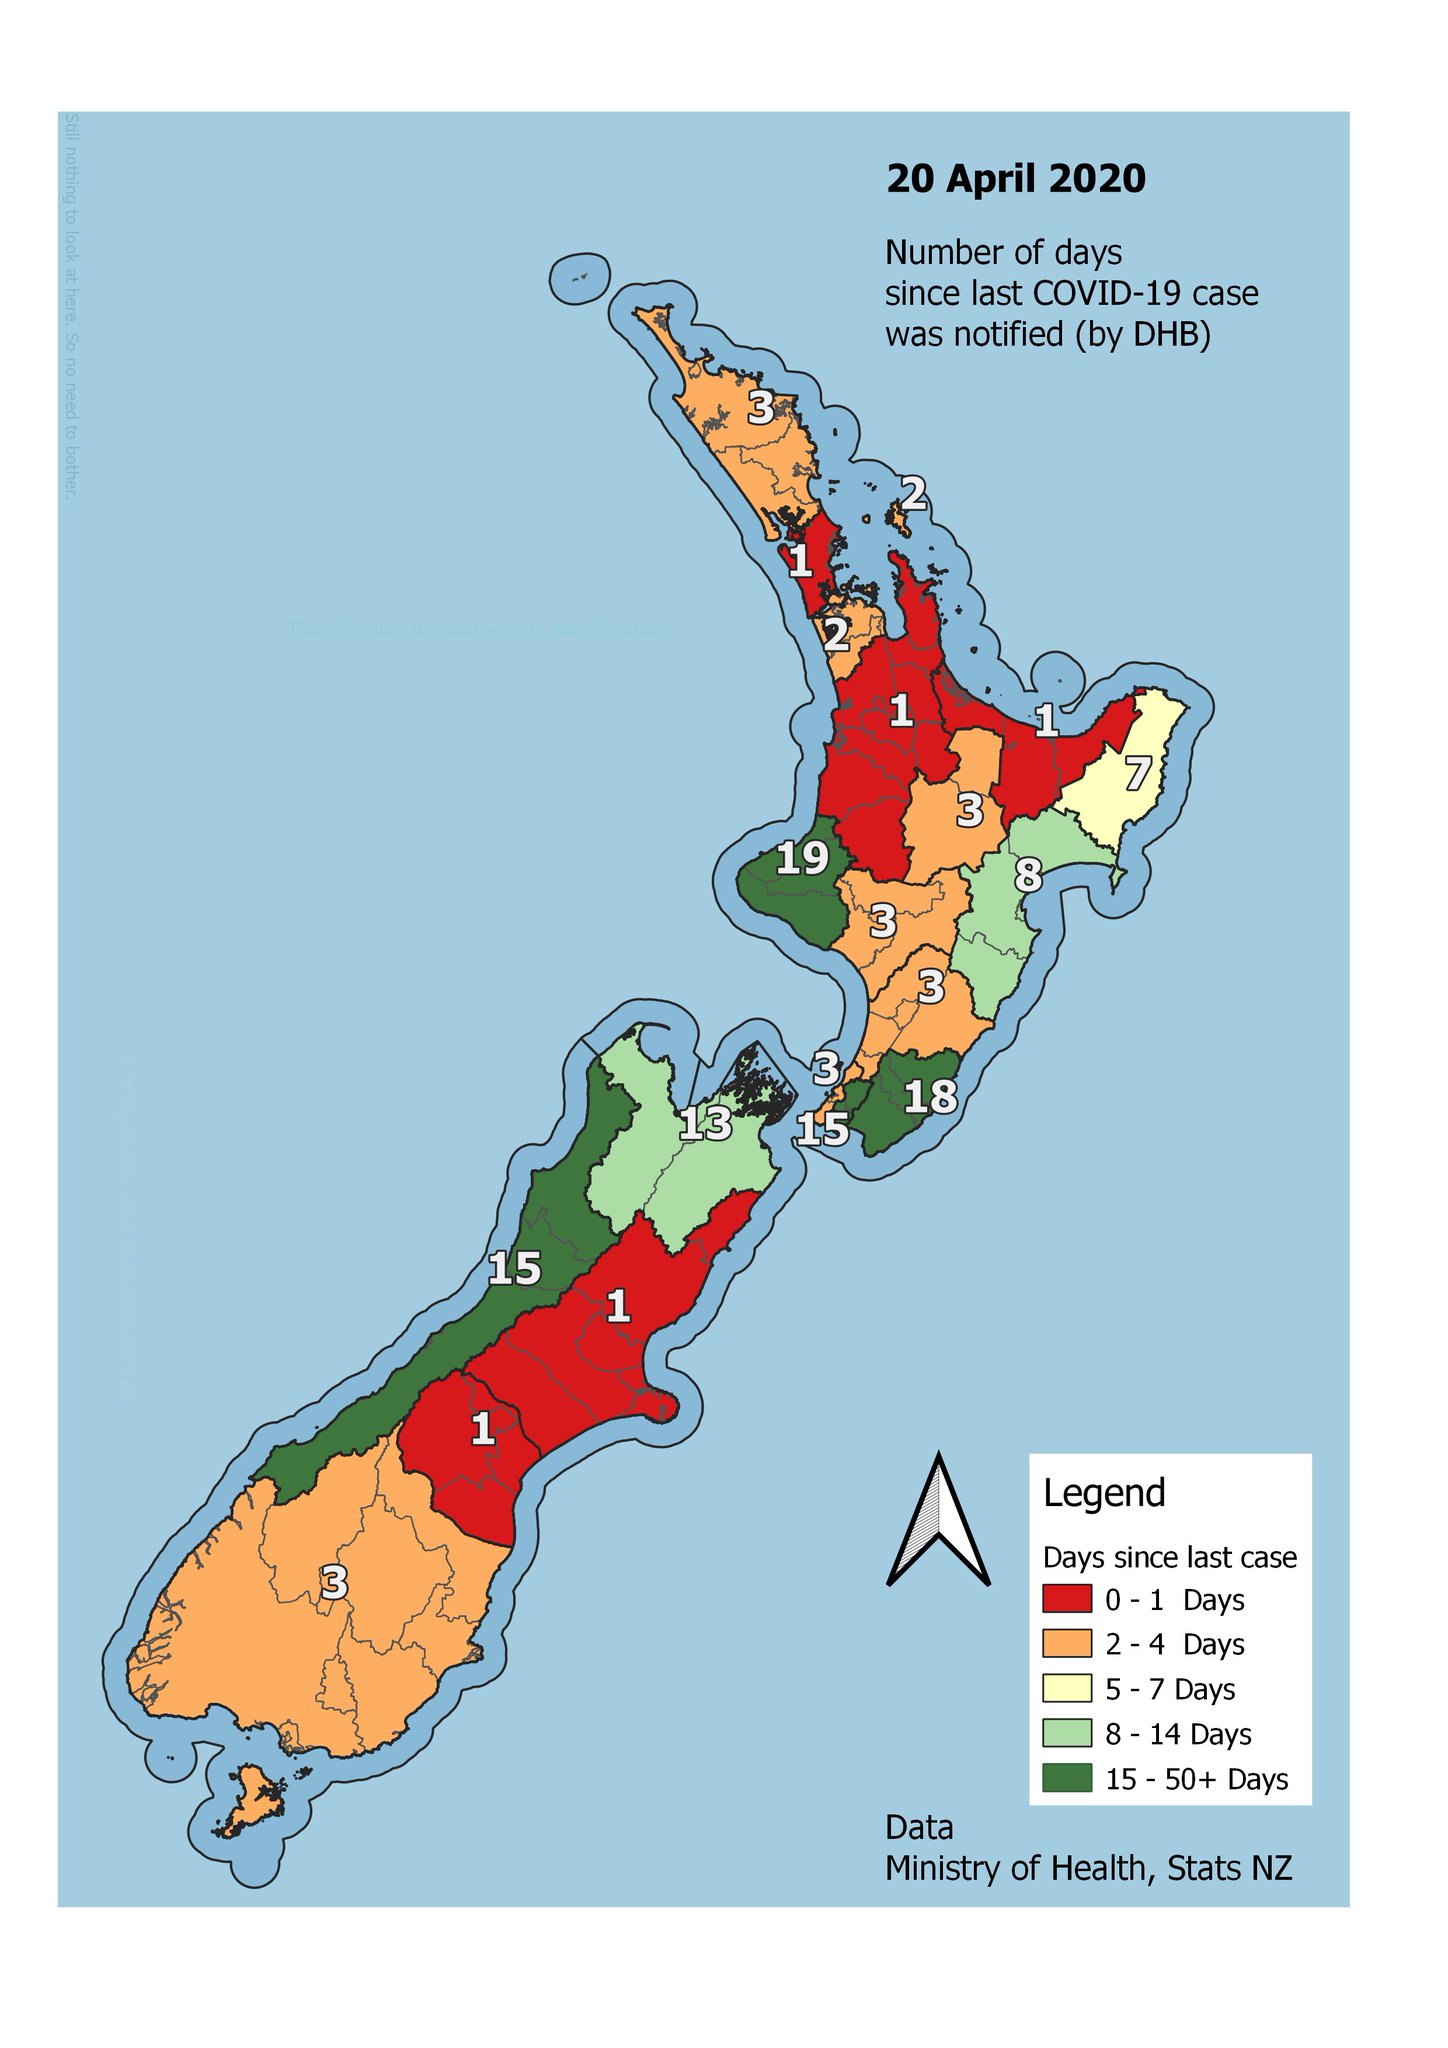 20 April 2020
Number of days
since last COVID-19 case
was notified (by DHB)
Still nothing to look at here. So no need to bother.
Thanks for this. It's good work:) - Aaron Pinkham
3
2
1
2
1
1
7
3
19
8
3
3
3
18
15
13
15
1
1
3
Legend
Days since last case
0 - 1 Days
2 - 4 Days
5 - 7 Days
8 - 14 Days
15 - 50+ Days
Data
Ministry of Health, Stats NZ